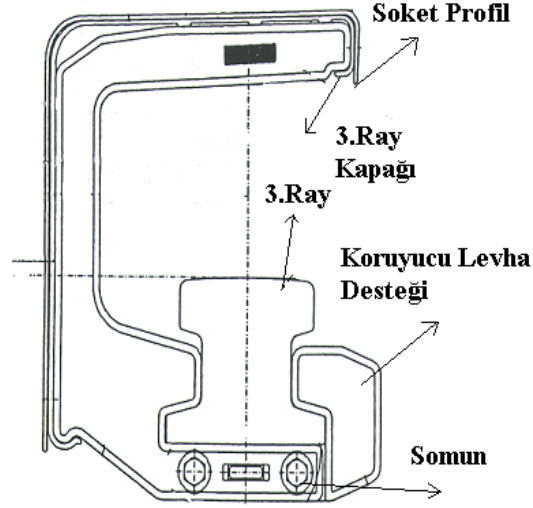 Soket Profil
3.Ray
Kapağı
3.Ray
Koruyucu Levha
Desteği
Somun